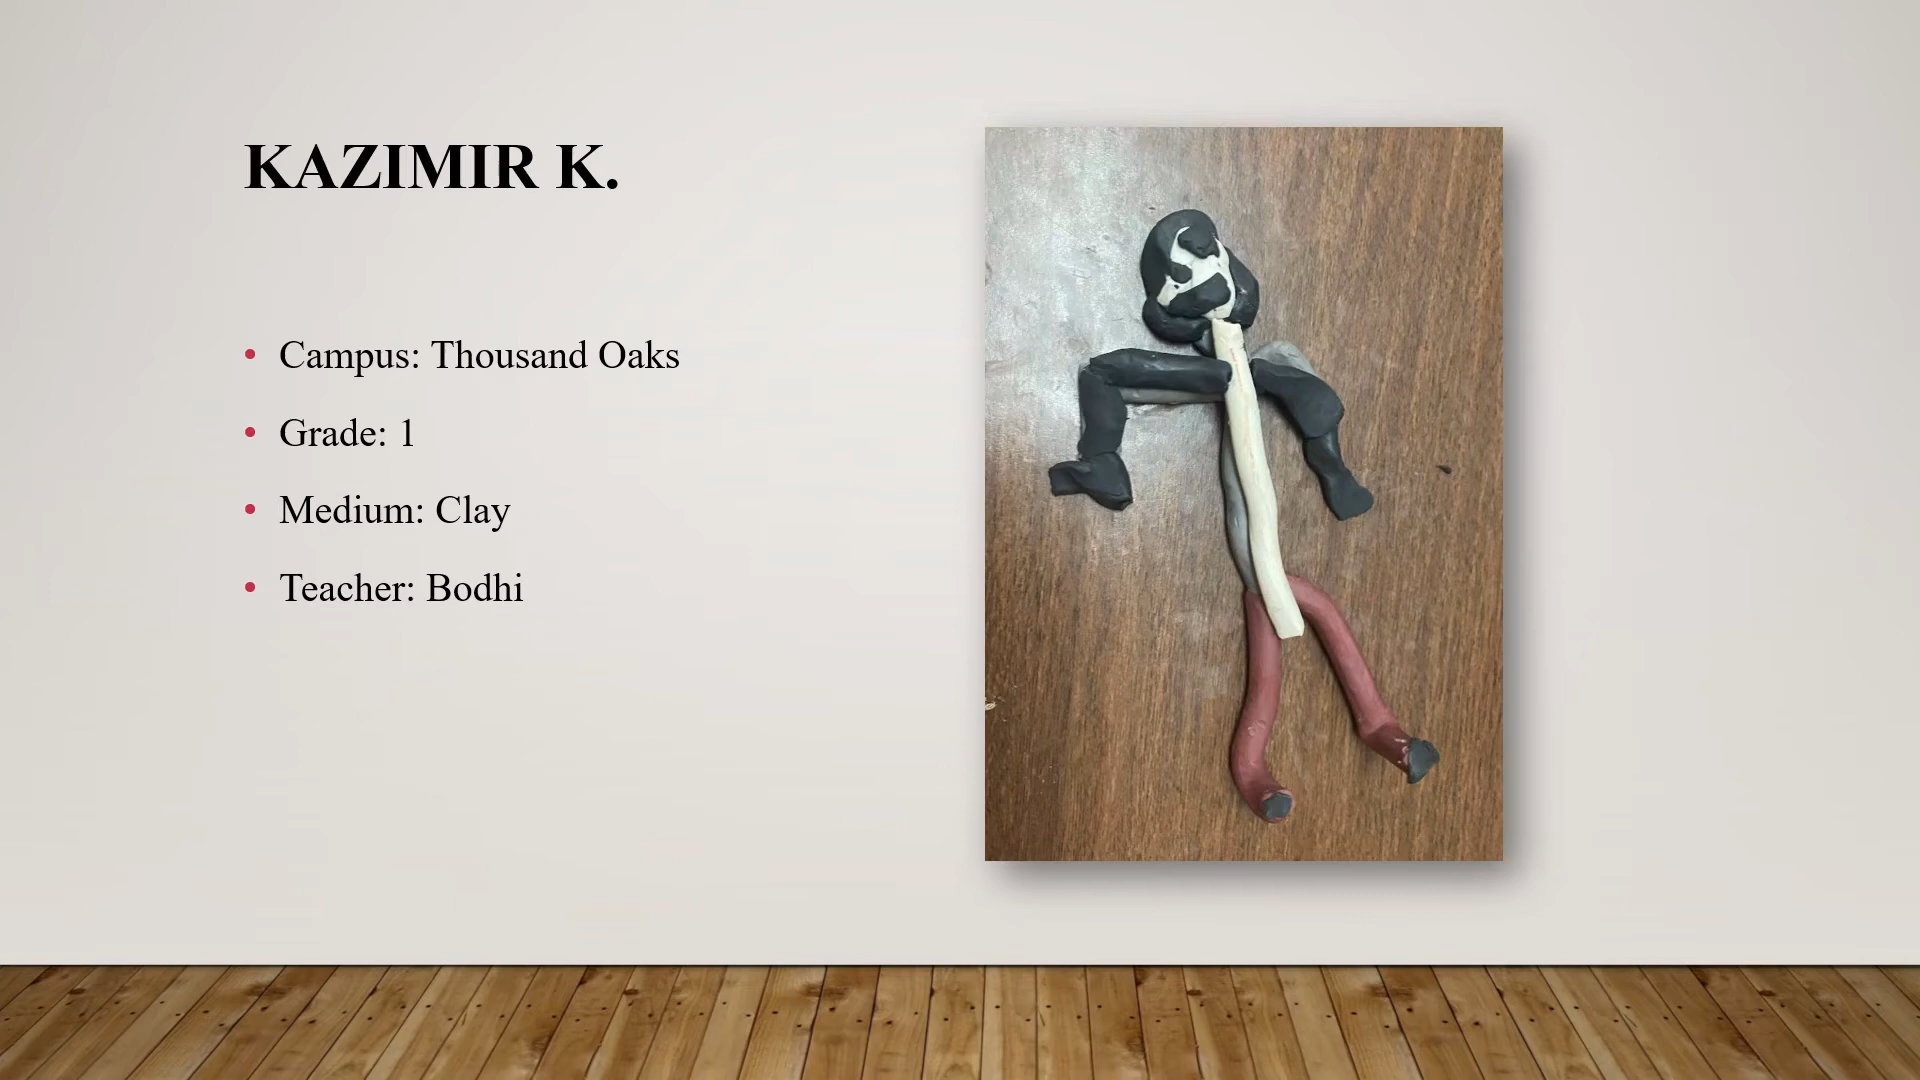 KAZIMIR K.
Campus: Thousand Oaks
Grade: 1
Medium: Clay
Teacher: Bodhi